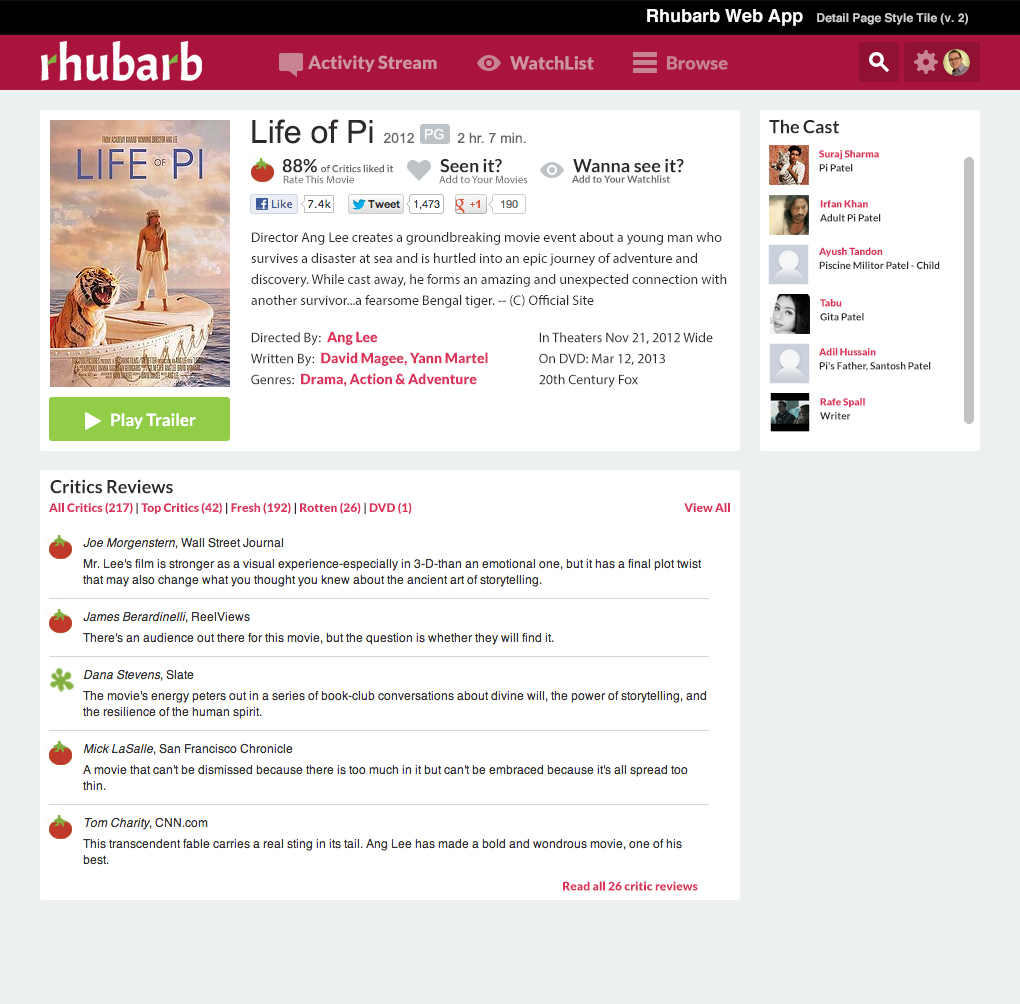 Rhubarb Web App Detail Page Style Tile (v. 2)
rhubarb
Activity Stream
WatchList
Browse
LIFE OF PI
Play Trailer
Life of Pi 2012 PG 2 hr. 7 min.
88% of Critics liked it
Rate This Movie
Seen it?
Add to Your Movies
Wanna see it?
Add to Your Watchlist
Like 7.4k
Tweet 1,473
g +1 190
Director Ang Lee creates a groundbreaking movie event about a young man who
survives a disaster at sea and is hurtled into an epic journey of adventure and
discovery. While cast away, he forms an amazing and unexpected connection with
another survivor...a fearsome Bengal tiger. -- (C) Official Site
Directed By: Ang Lee
Written By: David Magee, Yann Martel
Genres: Drama, Action & Adventure
In Theaters Nov 21, 2012 Wide
On DVD: Mar 12, 2013
20th Century Fox
The Cast
Suraj Sharma
Pi Patel
Irfan Khan
Adult Pi Patel
Ayush Tandon
Piscine Militor Patel - Child
Tabu
Gita Patel
Adil Hussain
Pi's Father, Santosh Patel
Rafe Spall
Writer
Critics Reviews
All Critics (217) | Top Critics (42) | Fresh (192) | Rotten (26) | DVD (1)
View All
Joe Morgenstern, Wall Street Journal
Mr. Lee's film is stronger as a visual experience-especially in 3-D-than an emotional one, but it has a final plot twist
that may also change what you thought you knew about the ancient art of storytelling.
James Berardinelli, ReelViews
There's an audience out there for this movie, but the question is whether they will find it.
Dana Stevens, Slate
The movie's energy peters out in a series of book-club conversations about divine will, the power of storytelling, and
the resilience of the human spirit.
Mick LaSalle, San Francisco Chronicle
A movie that can't be dismissed because there is too much in it but can't be embraced because it's all spread too
thin.
Tom Charity, CNN.com
This transcendent fable carries a real sting in its tail. Ang Lee has made a bold and wondrous movie, one of his
best.
Read all 26 critic reviews